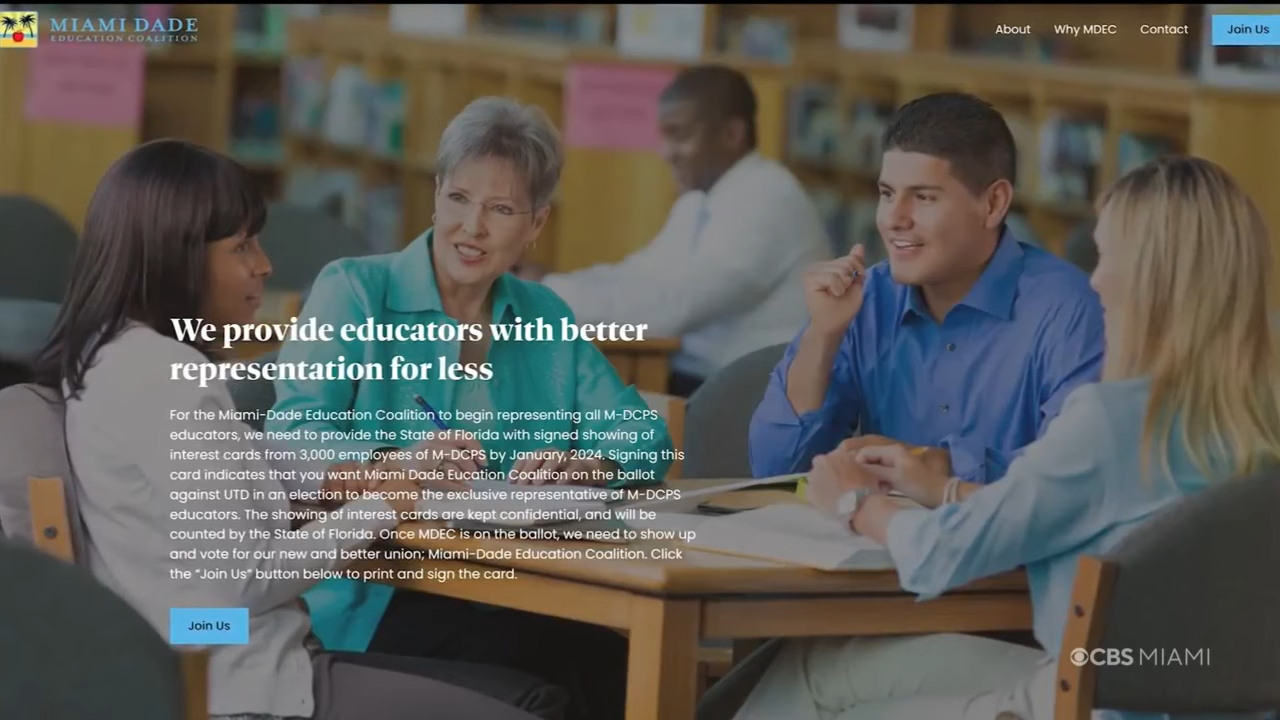 MIAMI DADE
EDUCATION COALITION
About Why MDEC Contact Join Us
We provide educators with better
representation for less
For the Miami-Dade Education Coalition to begin representing all M-DCPS
educators, we need to provide the State of Florida with signed showing of
interest cards from 3,000 employees of M-DCPS by January, 2024. Signing this
card indicates that you want Miami Dade Eucation Coalition on the ballot
against UTD in an election to become the exclusive representative of M-DCPS
educators. The showing of interest cards are kept confidential, and will be
counted by the State of Florida. Once MDEC is on the ballot, we need to show up
and vote for our new and better union; Miami-Dade Education Coalition. Click
the “Join Us” button below to print and sign the card.
Join Us
CBS MIAMI